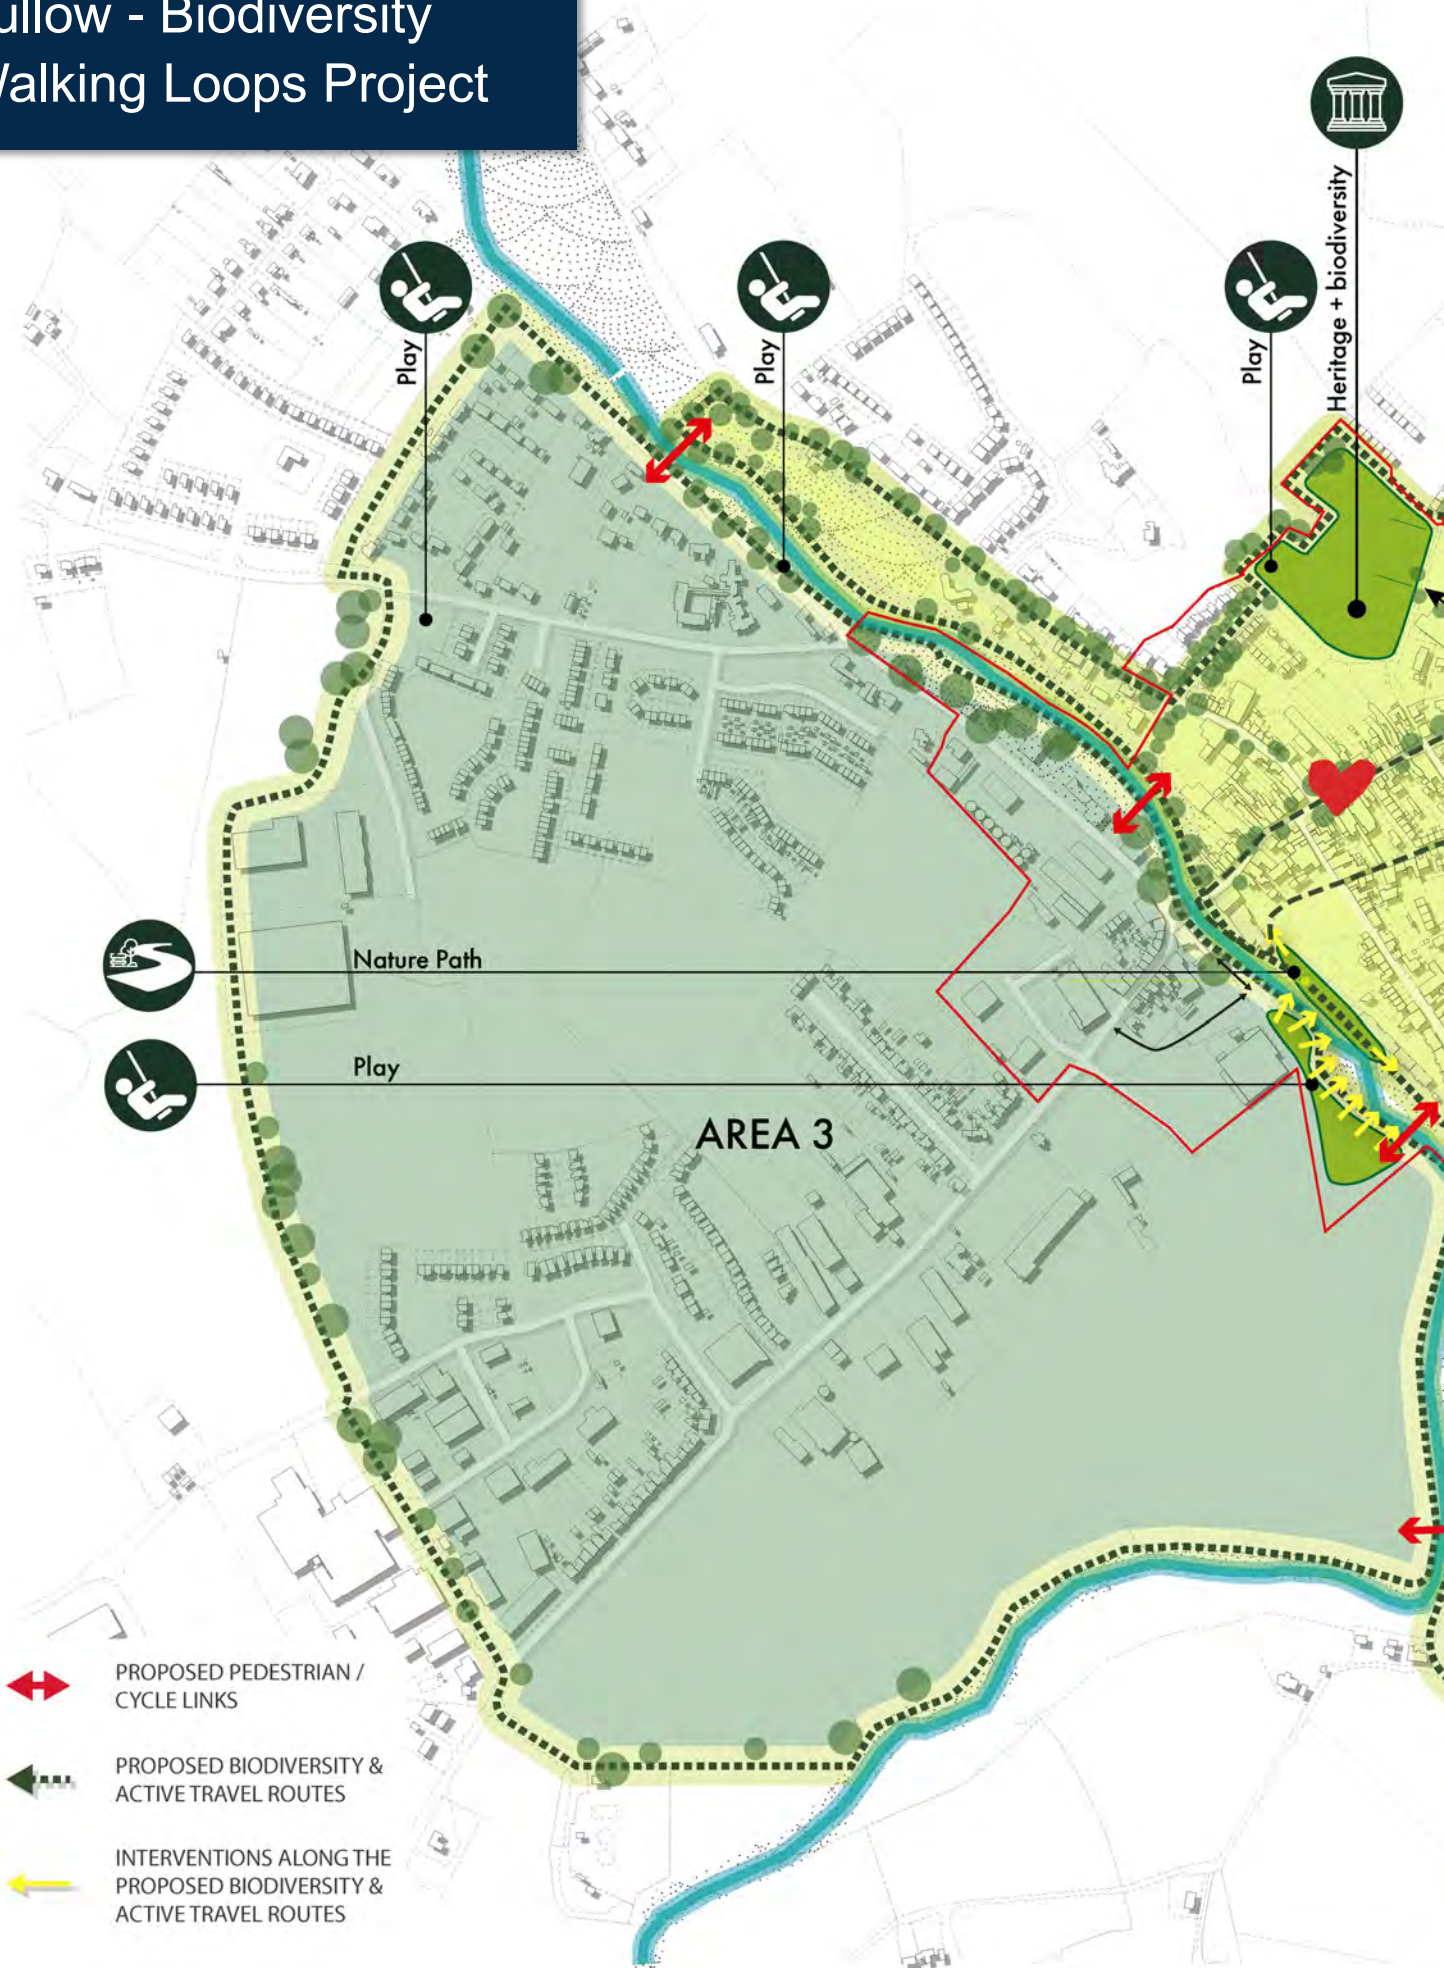 ullow - Biodiversity
Walking Loops Project
Play
Play
Play
Heritage + biodiversity
Nature Path
Play
AREA 3
PROPOSED PEDESTRIAN /
CYCLE LINKS
PROPOSED BIODIVERSITY &
ACTIVE TRAVEL ROUTES
INTERVENTIONS ALONG THE
PROPOSED BIODIVERSITY &
ACTIVE TRAVEL ROUTES